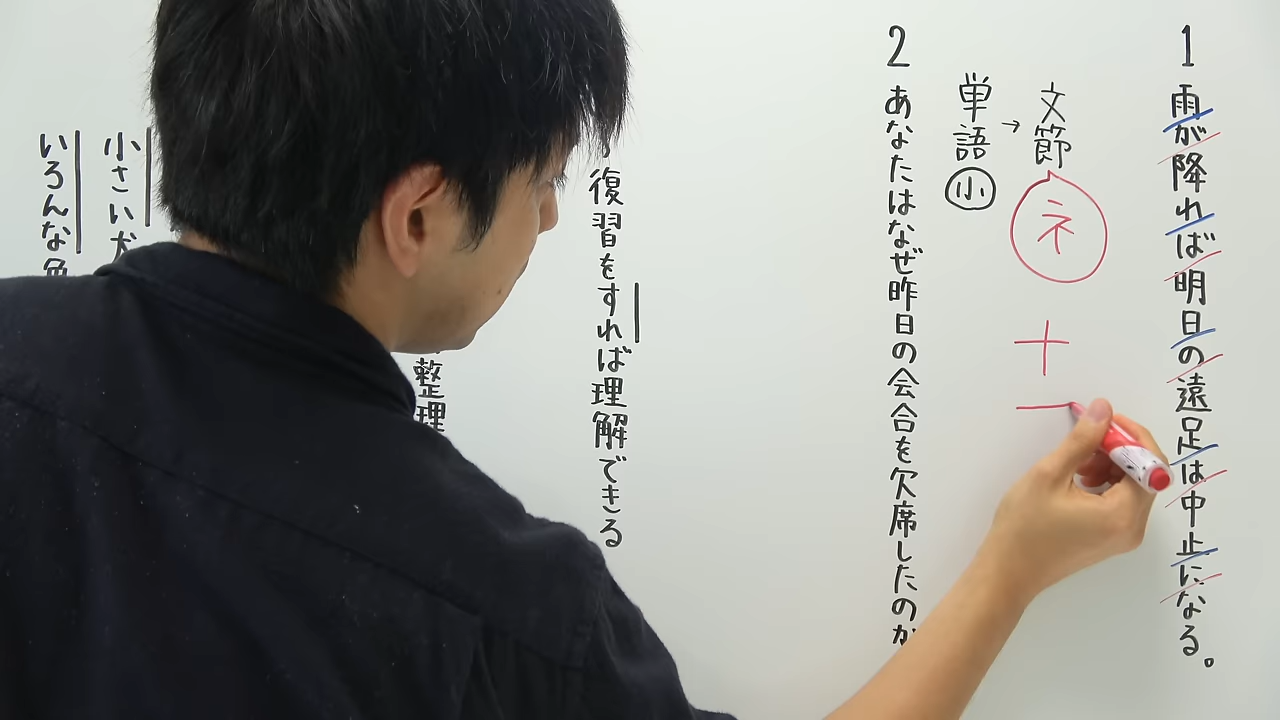 1
雨が降れば明日の遠足は中止になる。
文節
ネ
十
一
単語→
小
2
あなたはなぜ昨日の会合を欠席したのか
復習をすれば理解できる
整理
小さい犬
いろんな色